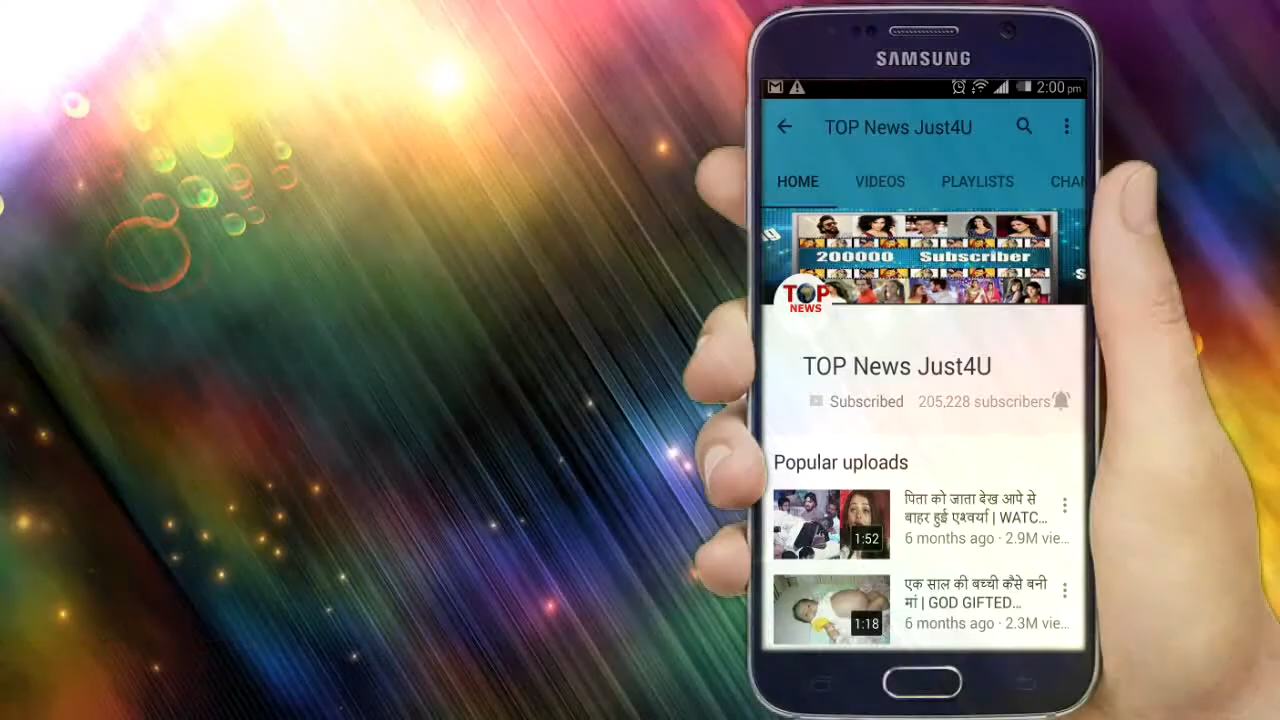 SAMSUNG
2:00 pm
TOP News Just4U
HOME VIDEOS PLAYLISTS CHAN
200000 Subscriber
TOP
NEWS
TOP News Just4U
Subscribed 205,228 subscribers
Popular uploads
पिता को जाता देख आपे से
बाहर हुई एश्वर्या | WATC...
1:52
6 months ago · 2.9M vie...
एक साल की बच्ची कैसे बनी
मां | GOD GIFTED...
1:18
6 months ago · 2.3M vie...